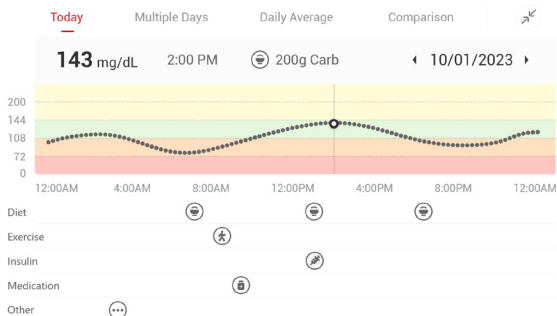 Today Multiple Days Daily Average Comparison
143 mg/dL 2:00 PM 200g Carb 10/01/2023
200
144
108
72
0
12:00AM 4:00AM 8:00AM 12:00PM 4:00PM 8:00PM 12:00AM
Diet
Exercise
Insulin
Medication
Other